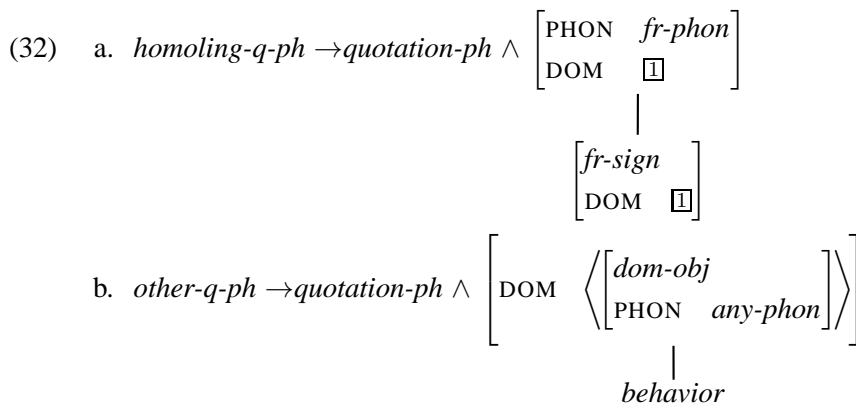 (32) a. homoling-q-ph →quotation-ph ∧ [PHON fr-phon
DOM 1]
[fr-sign
DOM 1]
b. other-q-ph →quotation-ph ∧ [DOM ⟨[dom-obj
PHON any-phon]⟩]
behavior